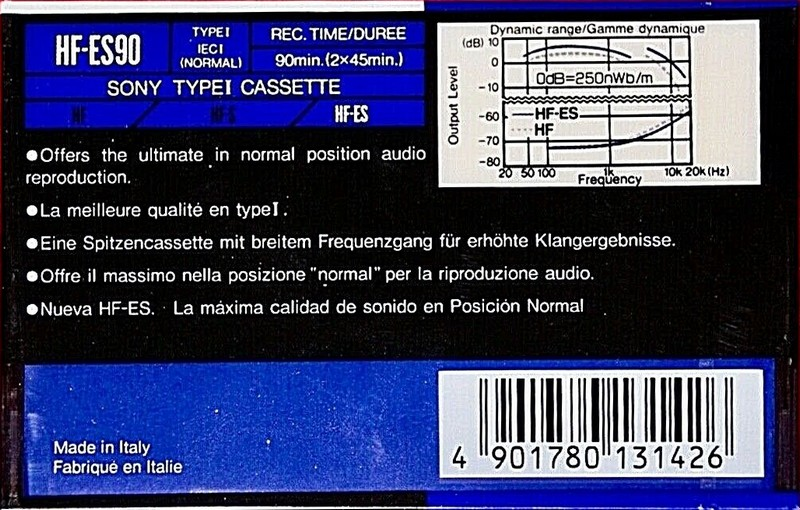 HF-ES90
TYPE I
IEC I
(NORMAL)
REC. TIME/DUREE
90min.(2×45min.)
SONY TYPE I CASSETTE
HF
HF-S
HF-ES
Dynamic range/Gamme dynamique
(dB) 10
0
-10
-60
-70
-80
Output Level
0dB=250nWb/m
HF-ES
HF
20 50 100 1k 10k 20k (Hz)
Frequency
●Offers the ultimate in normal position audio
reproduction.
●La meilleure qualité en type I.
●Eine Spitzencassette mit breitem Frequenzgang für erhöhte Klangergebnisse.
●Offre il massimo nella posizione "normal" per la riproduzione audio.
●Nueva HF-ES. La máxima calidad de sonido en Posición Normal
Made in Italy
Fabriqué en Italie
4 901780 131426